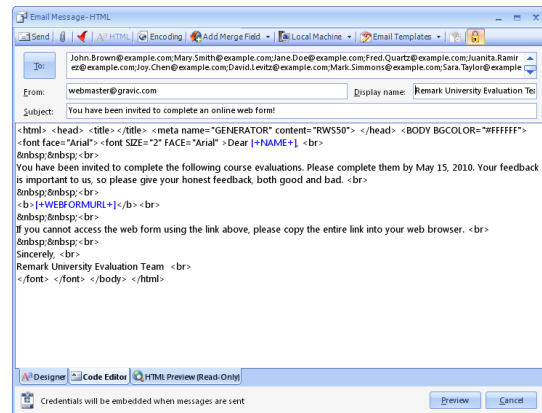 Email Message - HTML
Send A HTML Encoding Add Merge Field Local Machine Email Templates
To: John.Brown@example.com;Mary.Smith@example.com;Jane.Doe@example.com;Fred.Quartz@example.com;Juanita.Ramir
ez@example.com;Joy.Chen@example.com;David.Levitz@example.com;Mark.Simmons@example.com;Sara.Taylor@example
From: webmaster@gravic.com Display name: Remark University Evaluation Tea
Subject: You have been invited to complete an online web form!
<html> <head> <title></title> <meta name="GENERATOR" content="RWS50"> </head> <BODY BGCOLOR="#FFFFFF">
<font face="Arial"><font SIZE="2" FACE="Arial" >Dear [+NAME+], <br>
&nbsp;&nbsp;<br>
You have been invited to complete the following course evaluations. Please complete them by May 15, 2010. Your feedback
is important to us, so please give your honest feedback, both good and bad. <br>
&nbsp;&nbsp;<br>
<b>[+WEBFORMURL+]</b><br>
&nbsp;&nbsp;<br>
If you cannot access the web form using the link above, please copy the entire link into your web browser. <br>
&nbsp;&nbsp;<br>
Sincerely, <br>
Remark University Evaluation Team <br>
</font> </font> </body> </html>
Designer Code Editor HTML Preview (Read-Only)
Credentials will be embedded when messages are sent Preview Cancel